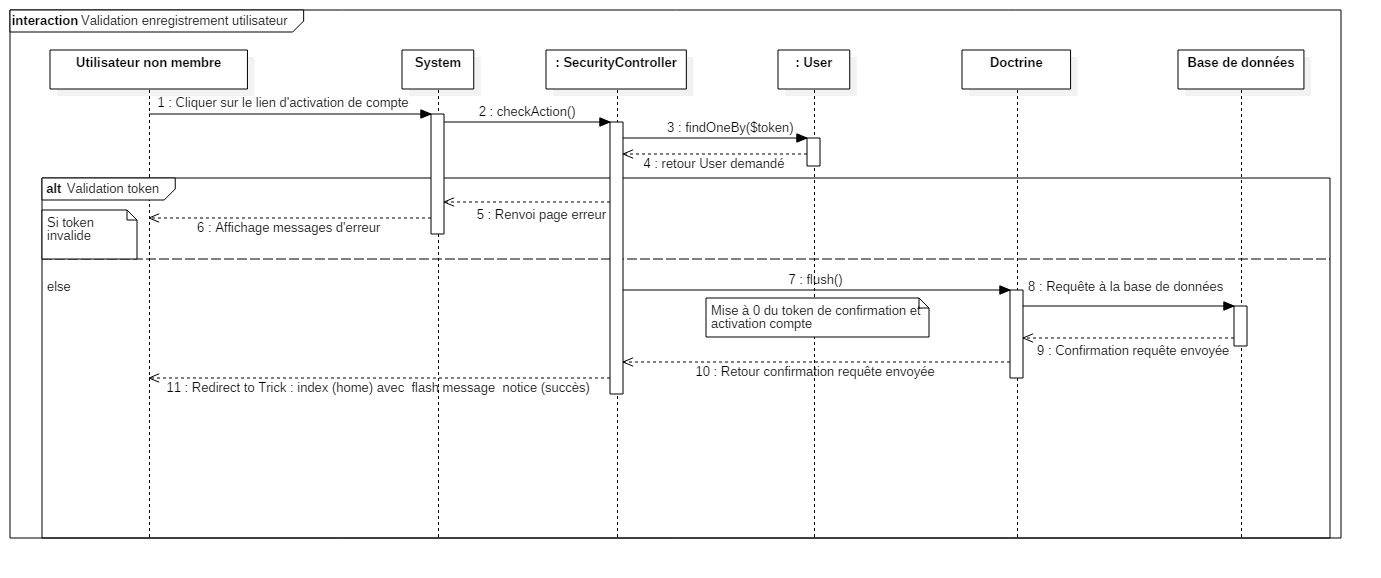 interaction Validation enregistrement utilisateur
Utilisateur non membre
System
: SecurityController
: User
Doctrine
Base de données
1 : Cliquer sur le lien d'activation de compte
2 : checkAction()
3 : findOneBy($token)
4 : retour User demandé
alt Validation token
Si token
invalide
5 : Renvoi page erreur
6 : Affichage messages d'erreur
else
7 : flush()
8 : Requête à la base de données
Mise à 0 du token de confirmation et
activation compte
9 : Confirmation requête envoyée
10 : Retour confirmation requête envoyée
11 : Redirect to Trick : index (home) avec flash message notice (succès)